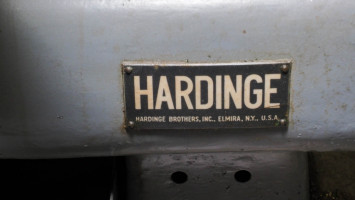 HARDINGE
HARDINGE BROTHERS, INC., ELMIRA, N.Y., U.S.A.